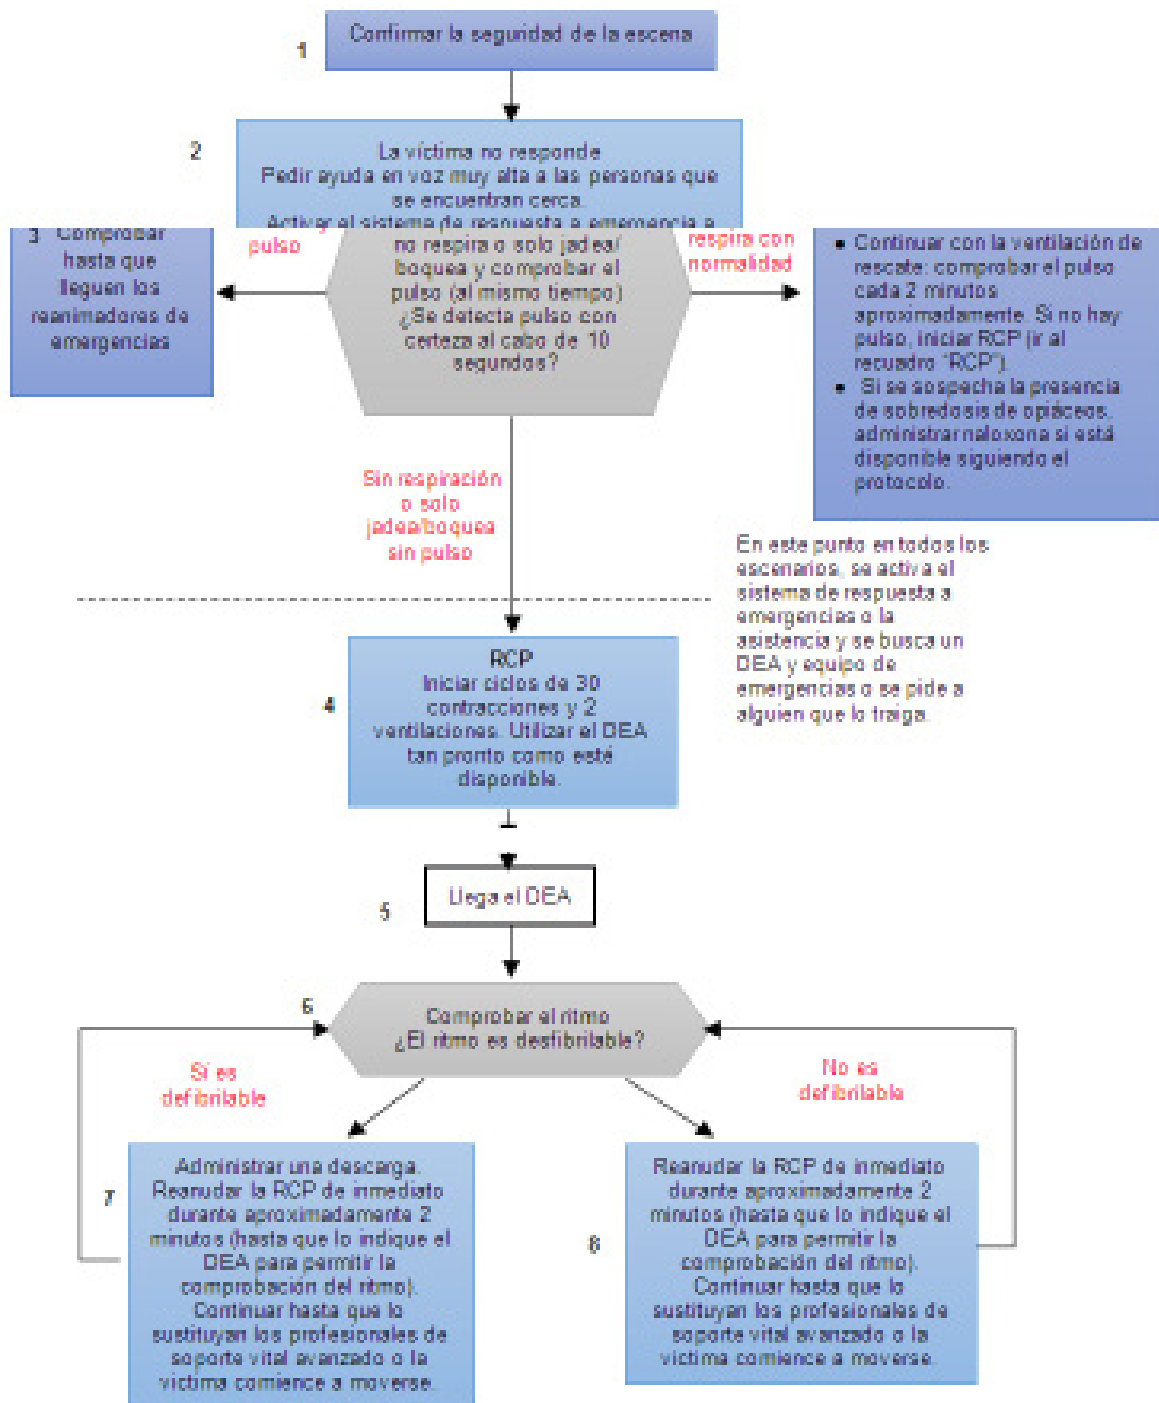 1
Confirmar la seguridad de la escena
2
La víctima no responde
Pedir ayuda en voz muy alta a las personas que
se encuentran cerca.
Activar el sistema de respuesta a emergencia a
3 Comprobar
hasta que
lleguen los
reanimadores de
emergencias
pulso
no respira o solo jadea/
boquea y comprobar el
pulso (al mismo tiempo)
¿Se detecta pulso con
certeza al cabo de 10
segundos?
respira con
normalidad
• Continuar con la ventilación de
rescate: comprobar el pulso
cada 2 minutos
aproximadamente. Si no hay
pulso, iniciar RCP (ir al
recuadro "RCP").
• Si se sospecha la presencia
de sobredosis de opiáceos,
administrar naloxona si está
disponible siguiendo el
protocolo.
Sin respiración
o solo
jadea/boquea
sin pulso
En este punto en todos los
escenarios, se activa el
sistema de respuesta a
emergencias o la
asistencia y se busca un
DEA y equipo de
emergencias o se pide a
alguien que lo traiga.
4
RCP
Iniciar ciclos de 30
contracciones y 2
ventilaciones. Utilizar el DEA
tan pronto como esté
disponible.
5
Llega el DEA
6
Comprobar el ritmo
¿El ritmo es desfibrilable?
Sí es
defibrilable
No es
defibrilable
7
Administrar una descarga.
Reanudar la RCP de inmediato
durante aproximadamente 2
minutos (hasta que lo indique el
DEA para permitir la
comprobación del ritmo).
Continuar hasta que lo
sustituyan los profesionales de
soporte vital avanzado o la
víctima comience a moverse.
8
Reanudar la RCP de inmediato
durante aproximadamente 2
minutos (hasta que lo indique el
DEA para permitir la
comprobación del ritmo).
Continuar hasta que lo
sustituyan los profesionales de
soporte vital avanzado o la
víctima comience a moverse.